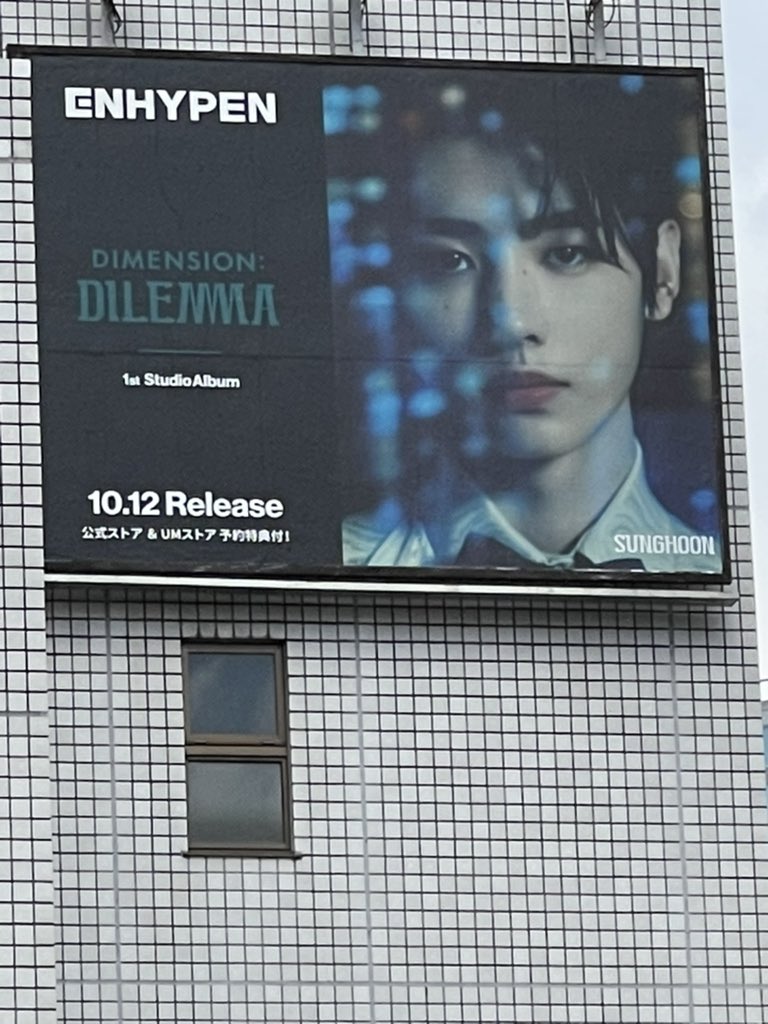 ENHYPEN
DIMENSION:
DILEMMA
1st Studio Album
10.12 Release
公式ストア & UMストア 予約特典付!
SUNGHOON